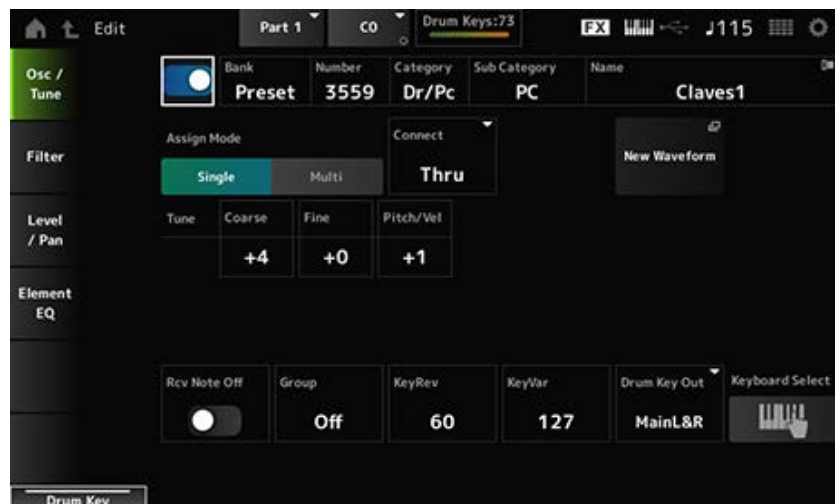 Edit
Part 1
C0
Drum Keys:73
FX
♩115
Osc /
Tune
Bank
Preset
Number
3559
Category
Dr/Pc
Sub Category
PC
Name
Claves1
Filter
Assign Mode
Single
Multi
Connect
Thru
New Waveform
Level
/ Pan
Tune
Coarse
+4
Fine
+0
Pitch/Vel
+1
Element
EQ
Rcv Note Off
Group
Off
KeyRev
60
KeyVar
127
Drum Key Out
MainL&R
Keyboard Select
Drum Key